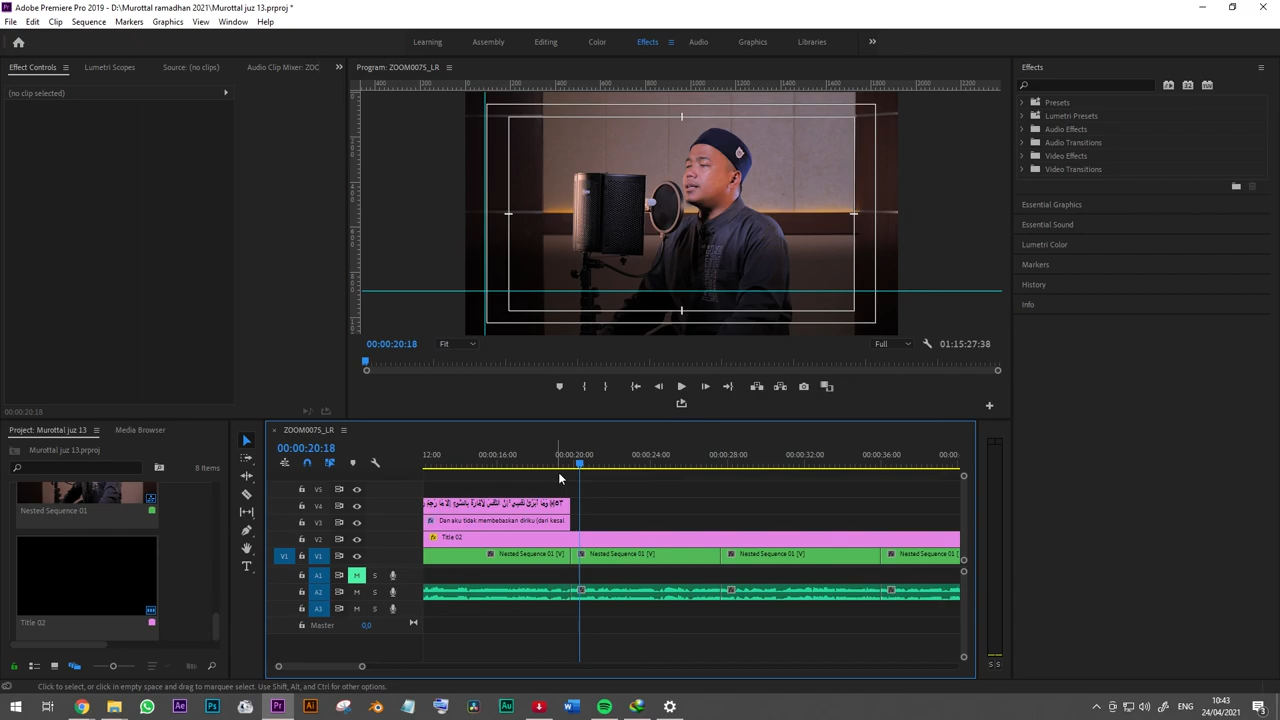 Adobe Premiere Pro 2019 - D:\Murottal ramadhan 2021\Murottal juz 13.prproj *
File Edit Clip Sequence Markers Graphics View Window Help
Learning Assembly Editing Color Effects Audio Graphics Libraries
Effect Controls Lumetri Scopes Source: (no clips) Audio Clip Mixer: ZOC
Program: ZOOM0075_LR
Effects
(no clip selected)
Presets
Lumetri Presets
Audio Effects
Audio Transitions
Video Effects
Video Transitions
Essential Graphics
Essential Sound
Lumetri Color
Markers
History
Info
00:00:20:18 Fit Full 01:15:27:38
00:00:20:18
Project: Murottal juz 13 Media Browser
Murottal juz 13.prproj
8 Items
Nested Sequence 01
Title 02
ZOOM0075_LR
00:00:20:18
12:00 00:00:16:00 00:00:20:00 00:00:24:00 00:00:28:00 00:00:32:00 00:00:36:00 00:00:
V5
V4 ۞ وَمَا أُبَرِّئُ نَفْسِي إِنَّ النَّفْسَ لَأَمَّارَةٌ بِالسُّوءِ إِلَّا مَا رَحِمَ
V3 Dan aku tidak membebaskan diriku (dari kesal.
V2 Title 02
V1 V1 Nested Sequence 01 [V] Nested Sequence 01 [V] Nested Sequence 01 [V] Nested Sequence 01 [
A1 M S
A2 M S
A3 M S
Master 0,0
S S
Click to select, or click in empty space and drag to marquee select. Use Shift, Alt, and Ctrl for other options.
10:43
24/04/2021